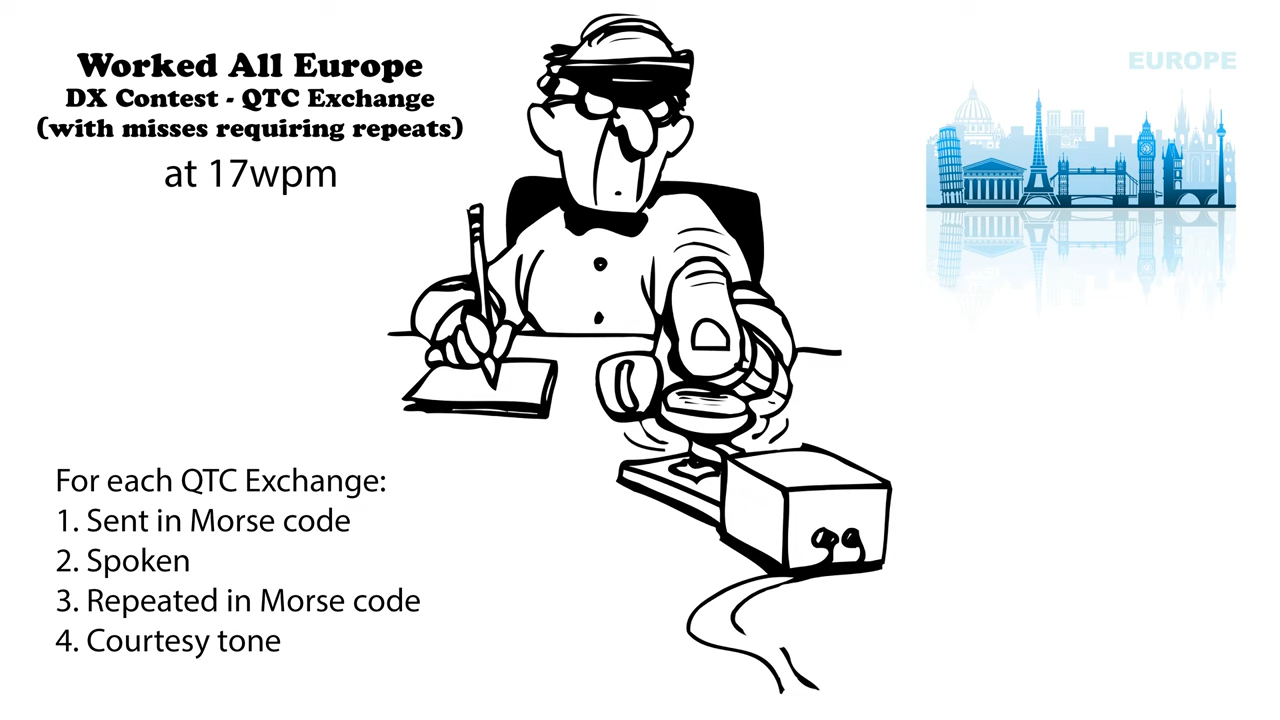 Worked All Europe
DX Contest - QTC Exchange
(with misses requiring repeats)
at 17wpm
EUROPE
For each QTC Exchange:
1. Sent in Morse code
2. Spoken
3. Repeated in Morse code
4. Courtesy tone